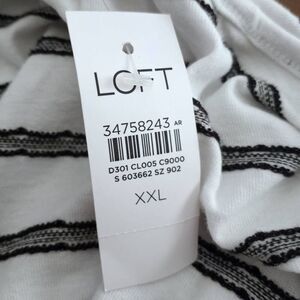 LOFT
34758243 AR
D301 CL005 C9000
S 603662 SZ 902
XXL